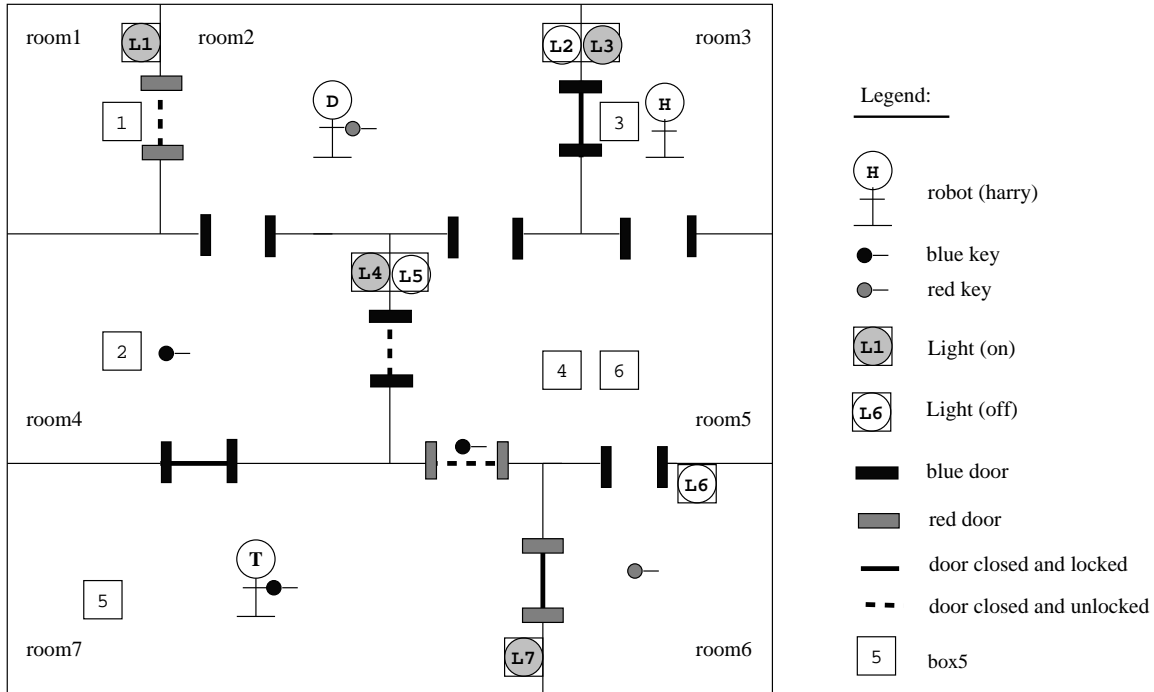 room1
L1
room2
L2
L3
room3
1
D
3
H
L4
L5
2
4
6
room4
room5
L6
T
5
L7
room7
room6
Legend:
H
robot (harry)
blue key
red key
L1
Light (on)
L6
Light (off)
blue door
red door
door closed and locked
door closed and unlocked
5
box5